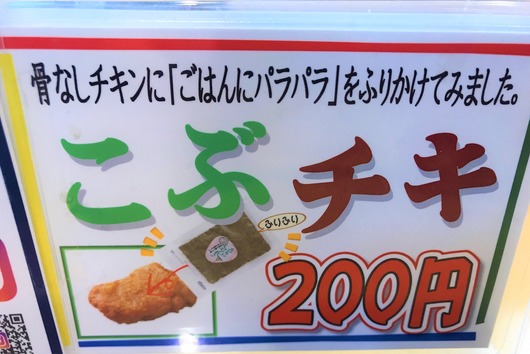 骨なしチキンに「ごはんにパラパラ」をふりかけてみました。
こぶチキ
ふりふり
200円